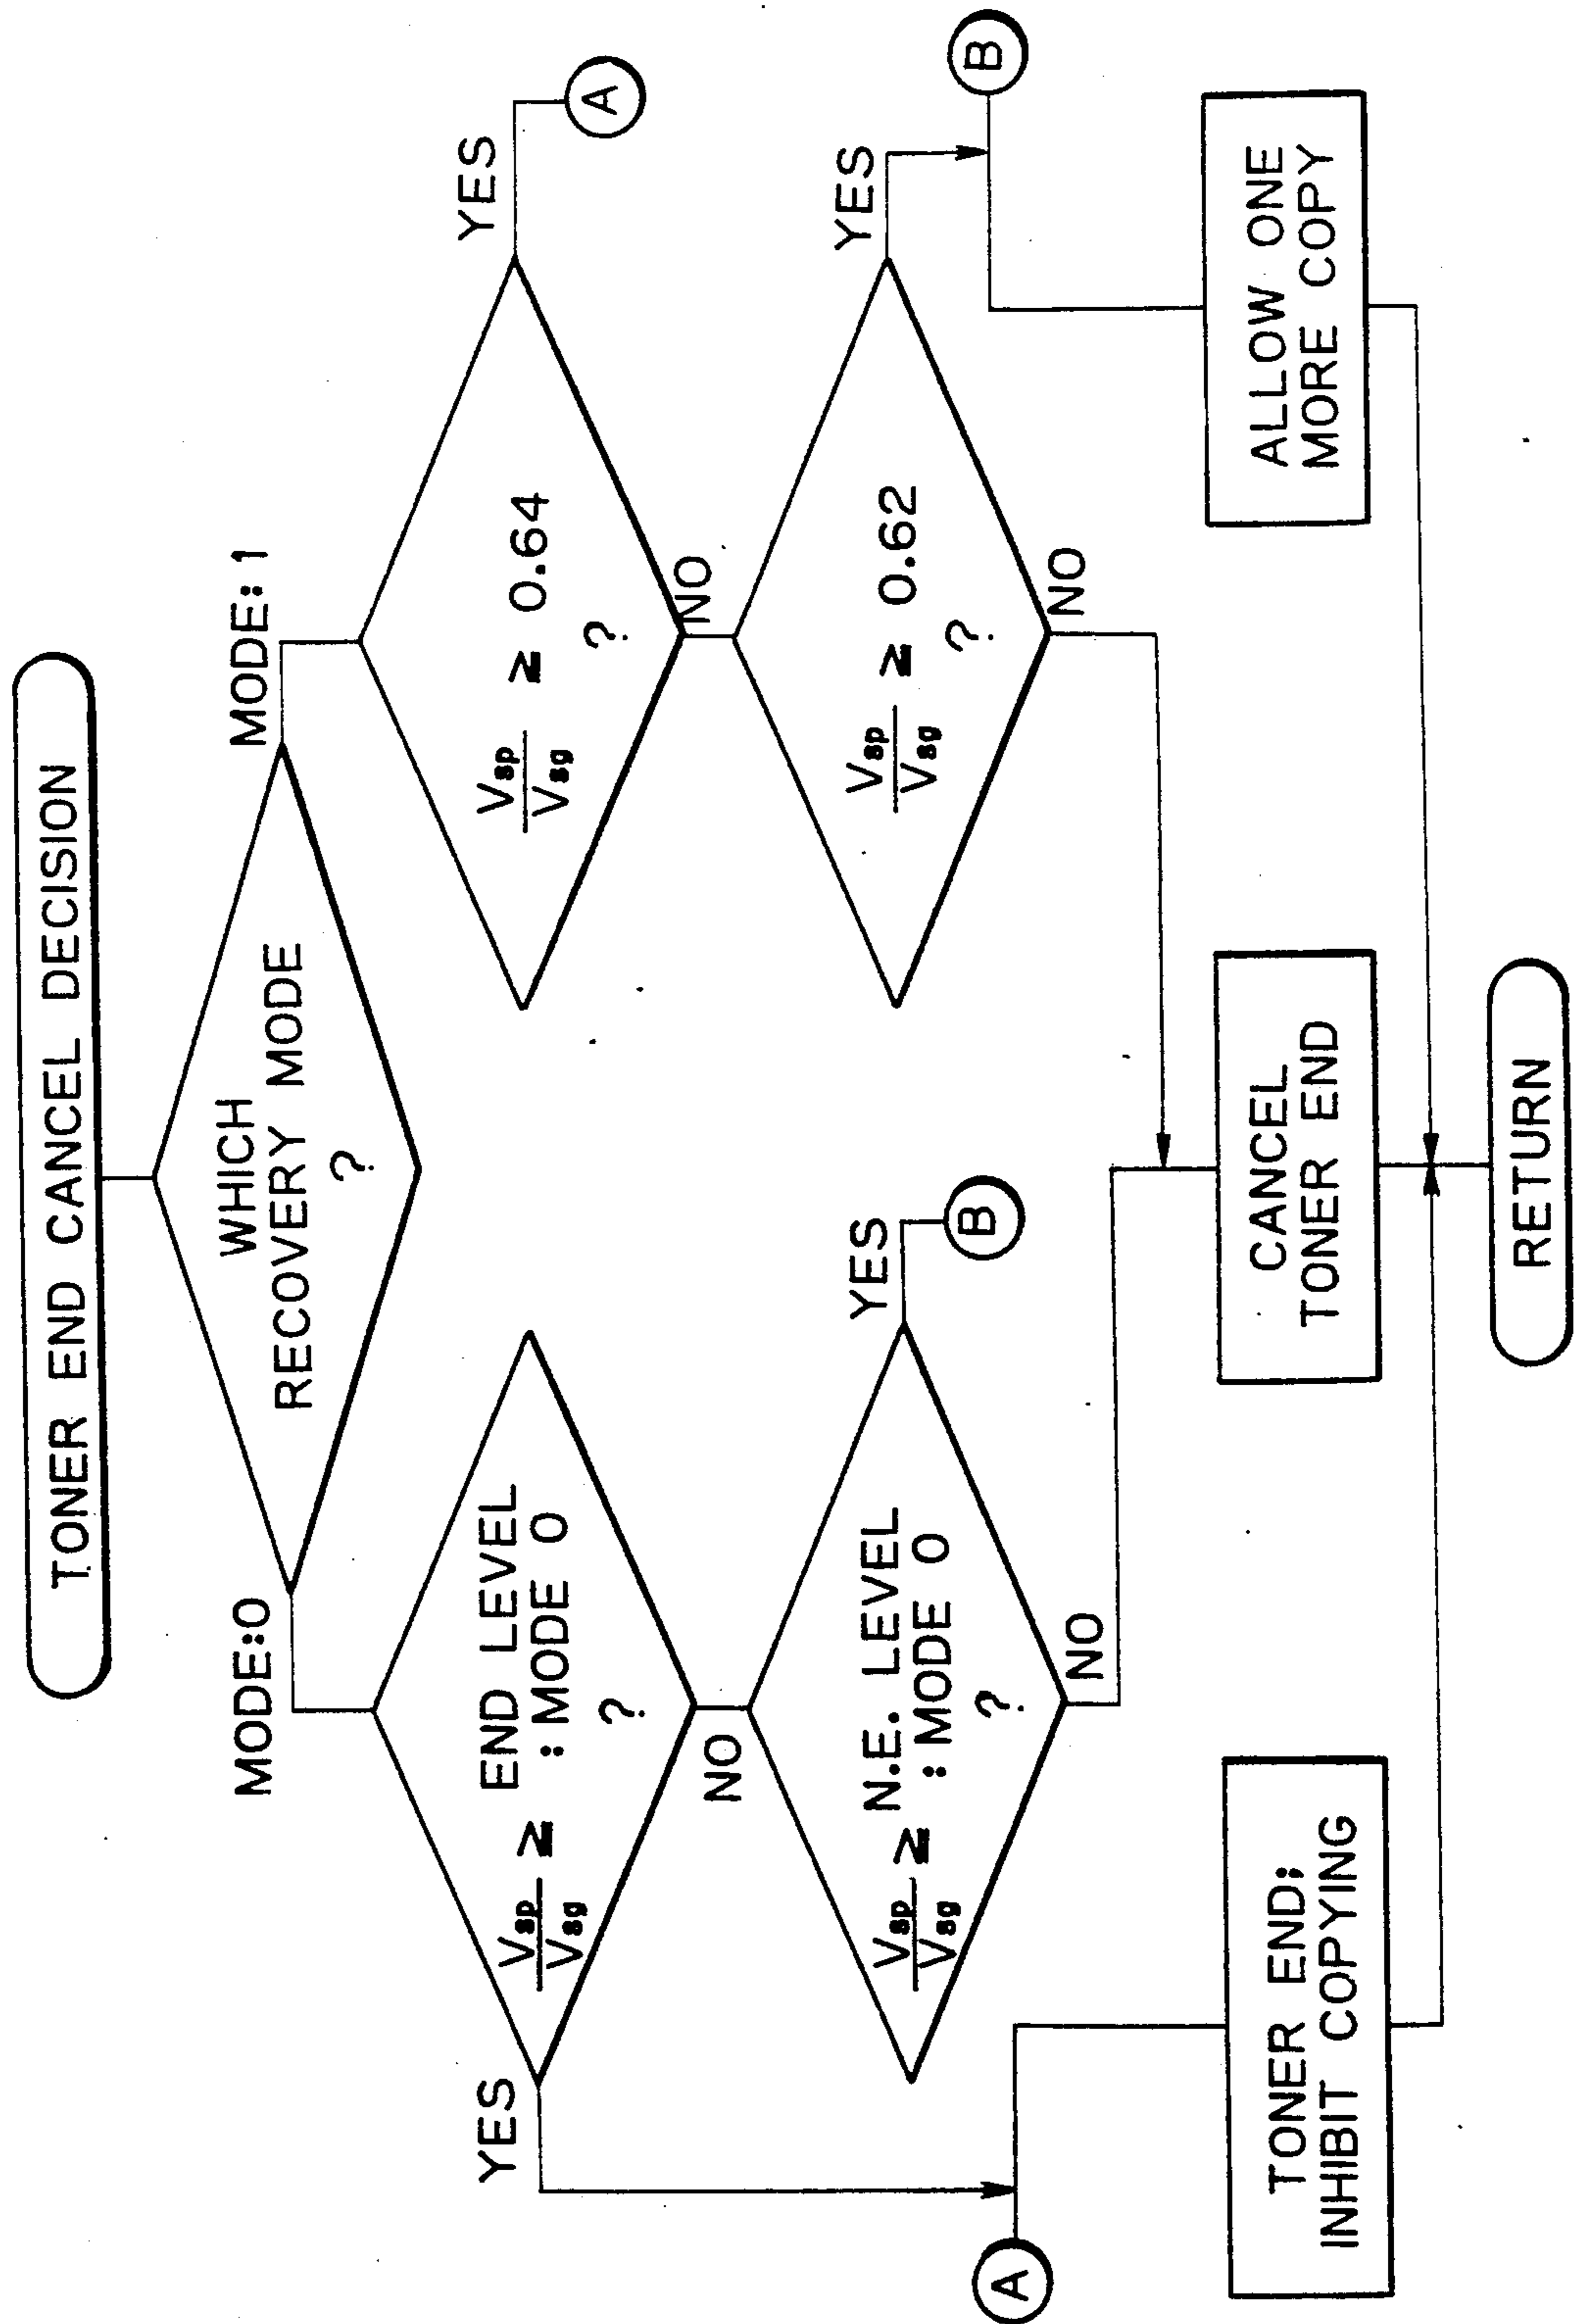 TONER END CANCEL DECISION
WHICH
RECOVERY MODE
?
MODE:0
MODE:1
Vsp/Vsg ≥ END LEVEL
: MODE 0
?
YES
NO
Vsp/Vsg ≥ 0.64
?
YES
NO
A
Vsp/Vsg ≥ N.E. LEVEL
: MODE 0
?
YES
NO
B
Vsp/Vsg ≥ 0.62
?
YES
NO
B
A
TONER END;
INHIBIT COPYING
CANCEL
TONER END
ALLOW ONE
MORE COPY
RETURN